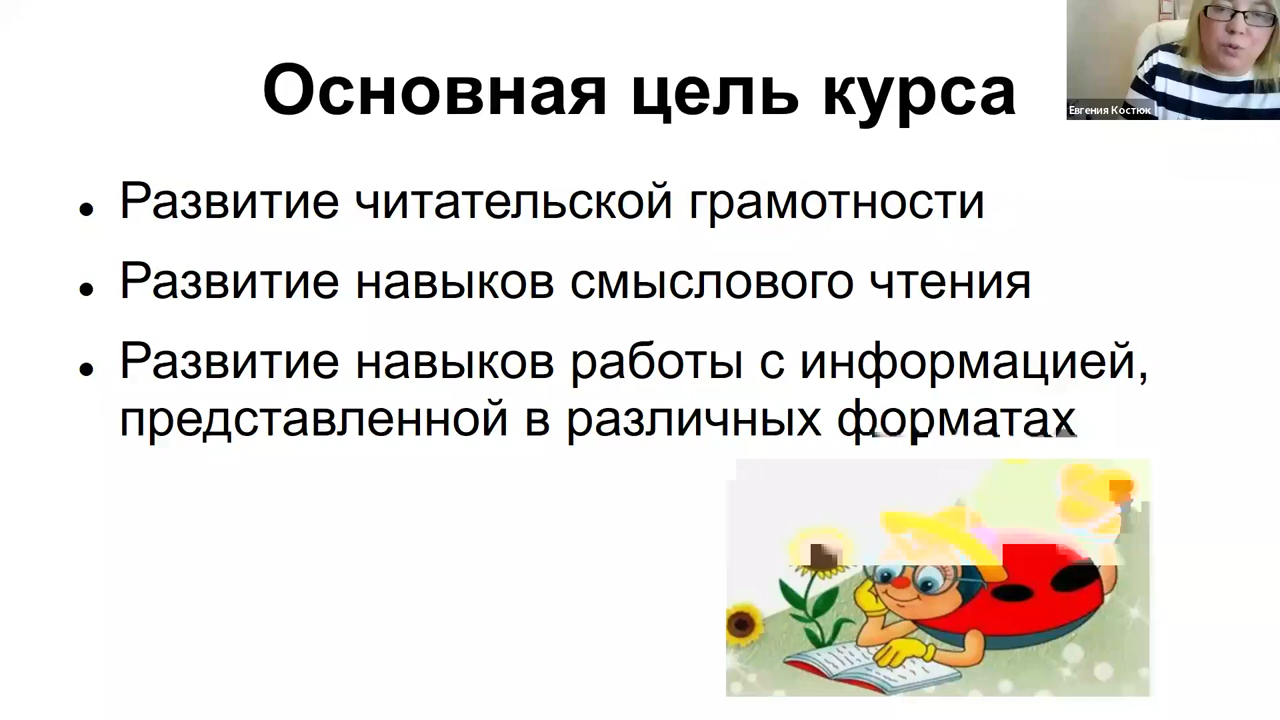 Основная цель курса
Евгения Костюк
Развитие читательской грамотности
Развитие навыков смыслового чтения
Развитие навыков работы с информацией,
представленной в различных форматах